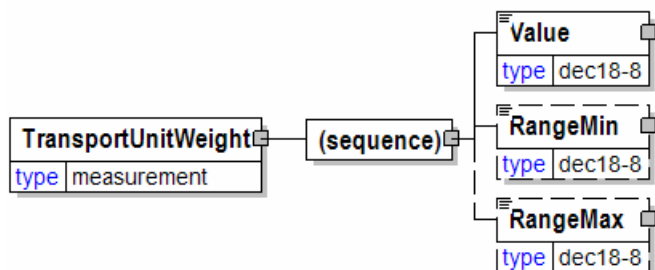 Value
type dec18-8
TransportUnitWeight
type measurement
(sequence)
RangeMin
type dec18-8
RangeMax
type dec18-8